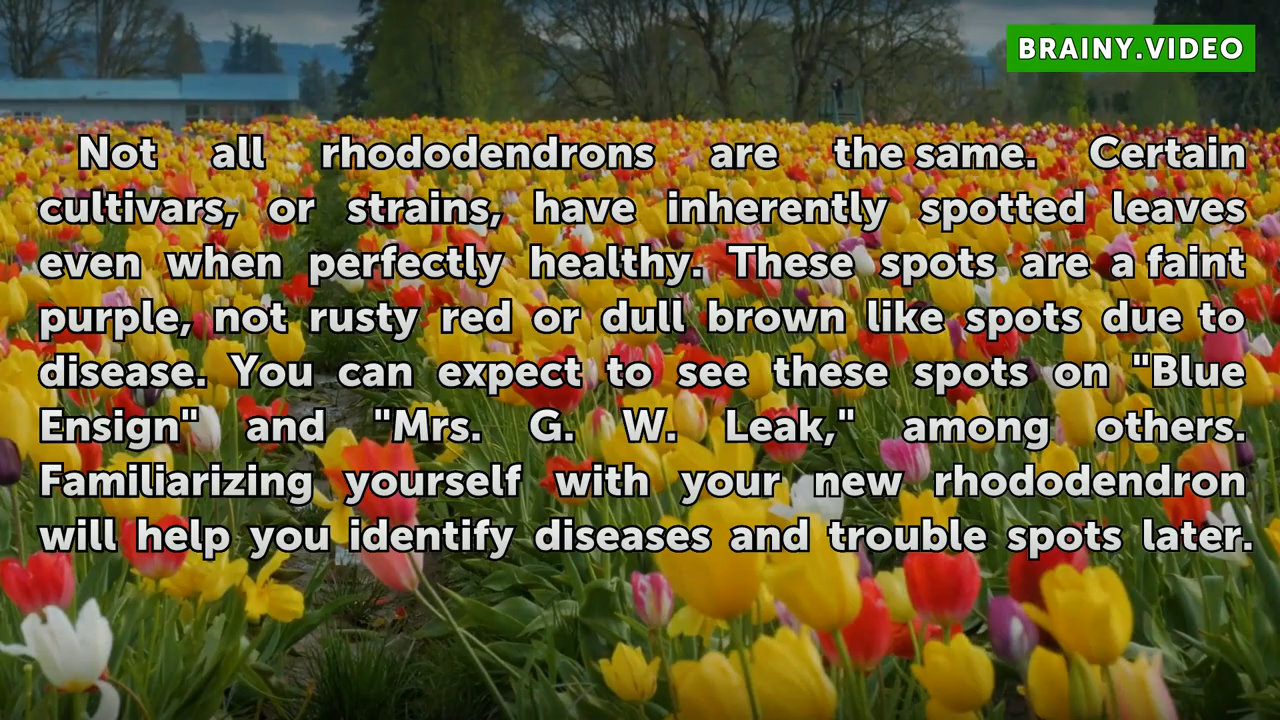 BRAINY.VIDEO
Not all rhododendrons are the same. Certain
cultivars, or strains, have inherently spotted leaves
even when perfectly healthy. These spots are a faint
purple, not rusty red or dull brown like spots due to
disease. You can expect to see these spots on "Blue
Ensign" and "Mrs. G. W. Leak," among others.
Familiarizing yourself with your new rhododendron
will help you identify diseases and trouble spots later.